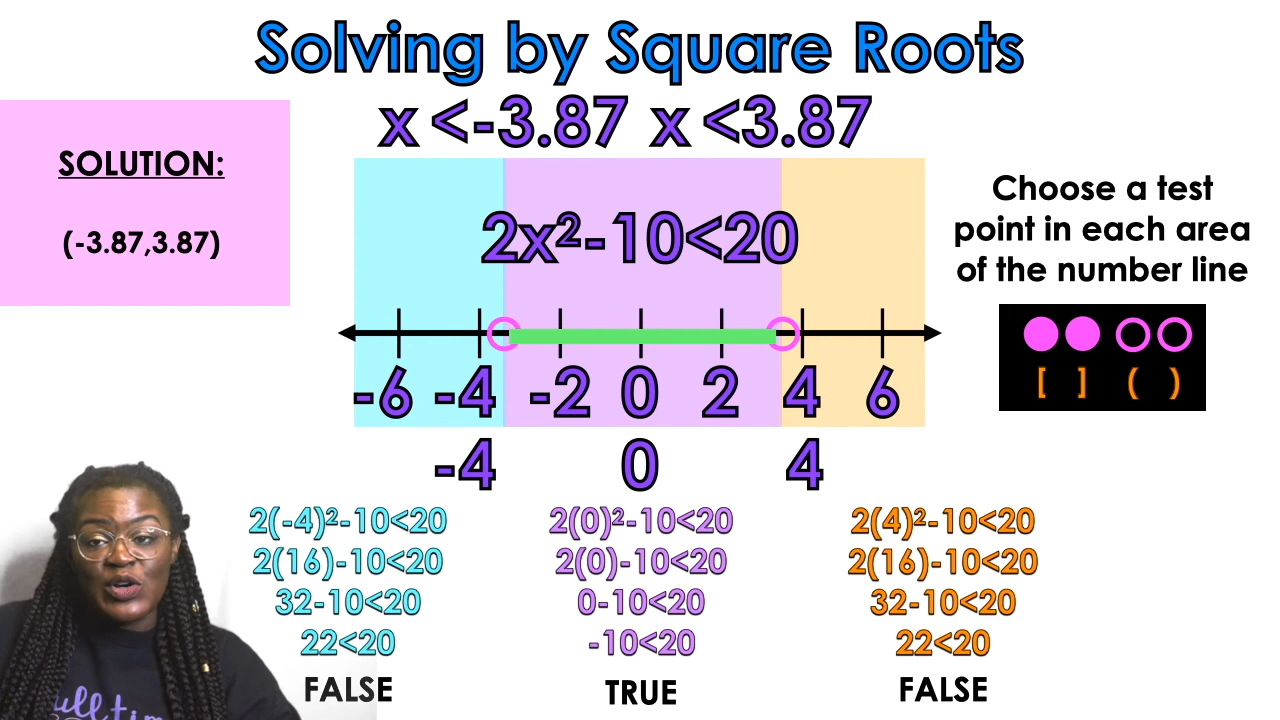 Solving by Square Roots
x <-3.87 x <3.87
SOLUTION:
(-3.87,3.87)
2x²-10<20
Choose a test
point in each area
of the number line
[ ] ( )
-6 -4 -2 0 2 4 6
-4 0 4
2(-4)²-10<20
2(16)-10<20
32-10<20
22<20
FALSE
2(0)²-10<20
2(0)-10<20
0-10<20
-10<20
TRUE
2(4)²-10<20
2(16)-10<20
32-10<20
22<20
FALSE